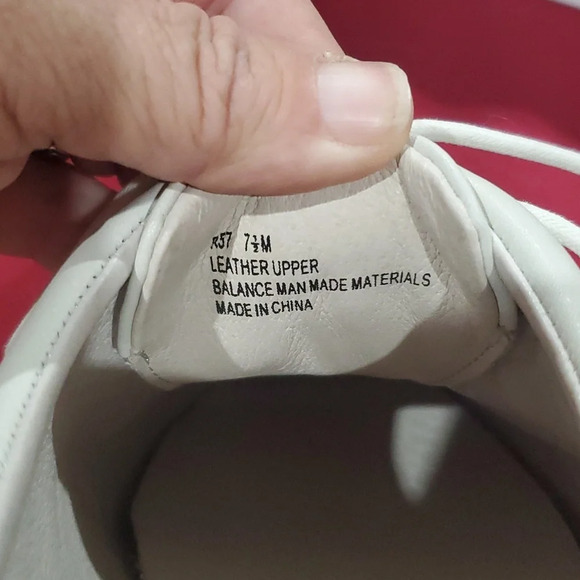 R57 7½M
LEATHER UPPER
BALANCE MAN MADE MATERIALS
MADE IN CHINA